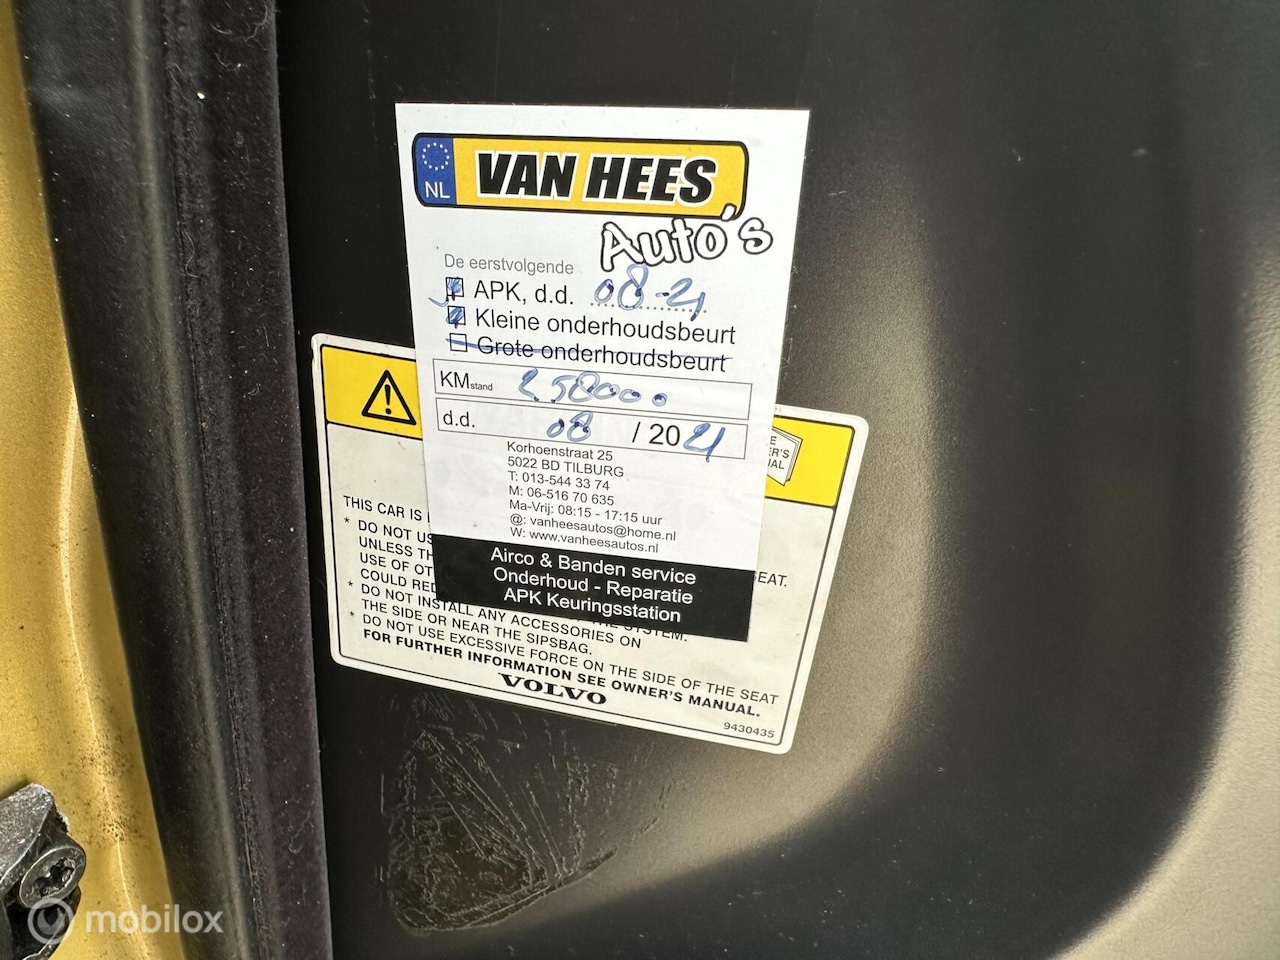 NL VAN HEES
Auto's
De eerstvolgende
APK, d.d. 08-21
Kleine onderhoudsbeurt
Grote onderhoudsbeurt
KMstand 258000
d.d. 08 / 2021
Korhoenstraat 25
5022 BD TILBURG
T: 013-544 33 74
M: 06-516 70 635
Ma-Vrij: 08:15 - 17:15 uur
@: vanheesautos@home.nl
W: www.vanheesautos.nl
Airco & Banden service
Onderhoud - Reparatie
APK Keuringsstation
THIS CAR IS
* DO NOT
UNLESS
USE OF
COULD
SYSTEM.
* DO NOT INSTALL ANY ACCESSORIES ON
THE SIDE OR NEAR THE SIPSBAG.
* DO NOT USE EXCESSIVE FORCE ON THE SIDE OF THE SEAT
FOR FURTHER INFORMATION SEE OWNER'S MANUAL.
VOLVO
9430435
mobilox